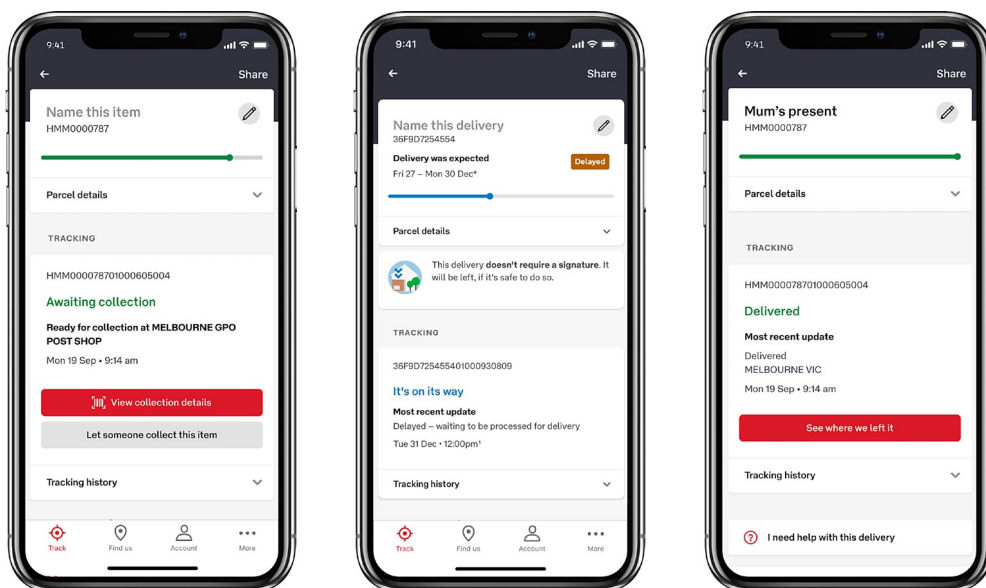 9:41
Share
Name this item
HMM0000787
Parcel details
TRACKING
HMM000078701000605004
Awaiting collection
Ready for collection at MELBOURNE GPO
POST SHOP
Mon 19 Sep • 9:14 am
View collection details
Let someone collect this item
Tracking history
Track
Find us
Account
More
9:41
Share
Name this delivery
36F9D7254554
Delivery was expected
Delayed
Fri 27 – Mon 30 Dec*
Parcel details
This delivery doesn't require a signature. It
will be left, if it's safe to do so.
TRACKING
36F9D725455401000930809
It's on its way
Most recent update
Delayed – waiting to be processed for delivery
Tue 31 Dec • 12:00pm¹
Tracking history
Track
Find us
Account
More
9:41
Share
Mum's present
HMM0000787
Parcel details
TRACKING
HMM000078701000605004
Delivered
Most recent update
Delivered
MELBOURNE VIC
Mon 19 Sep • 9:14 am
See where we left it
Tracking history
I need help with this delivery